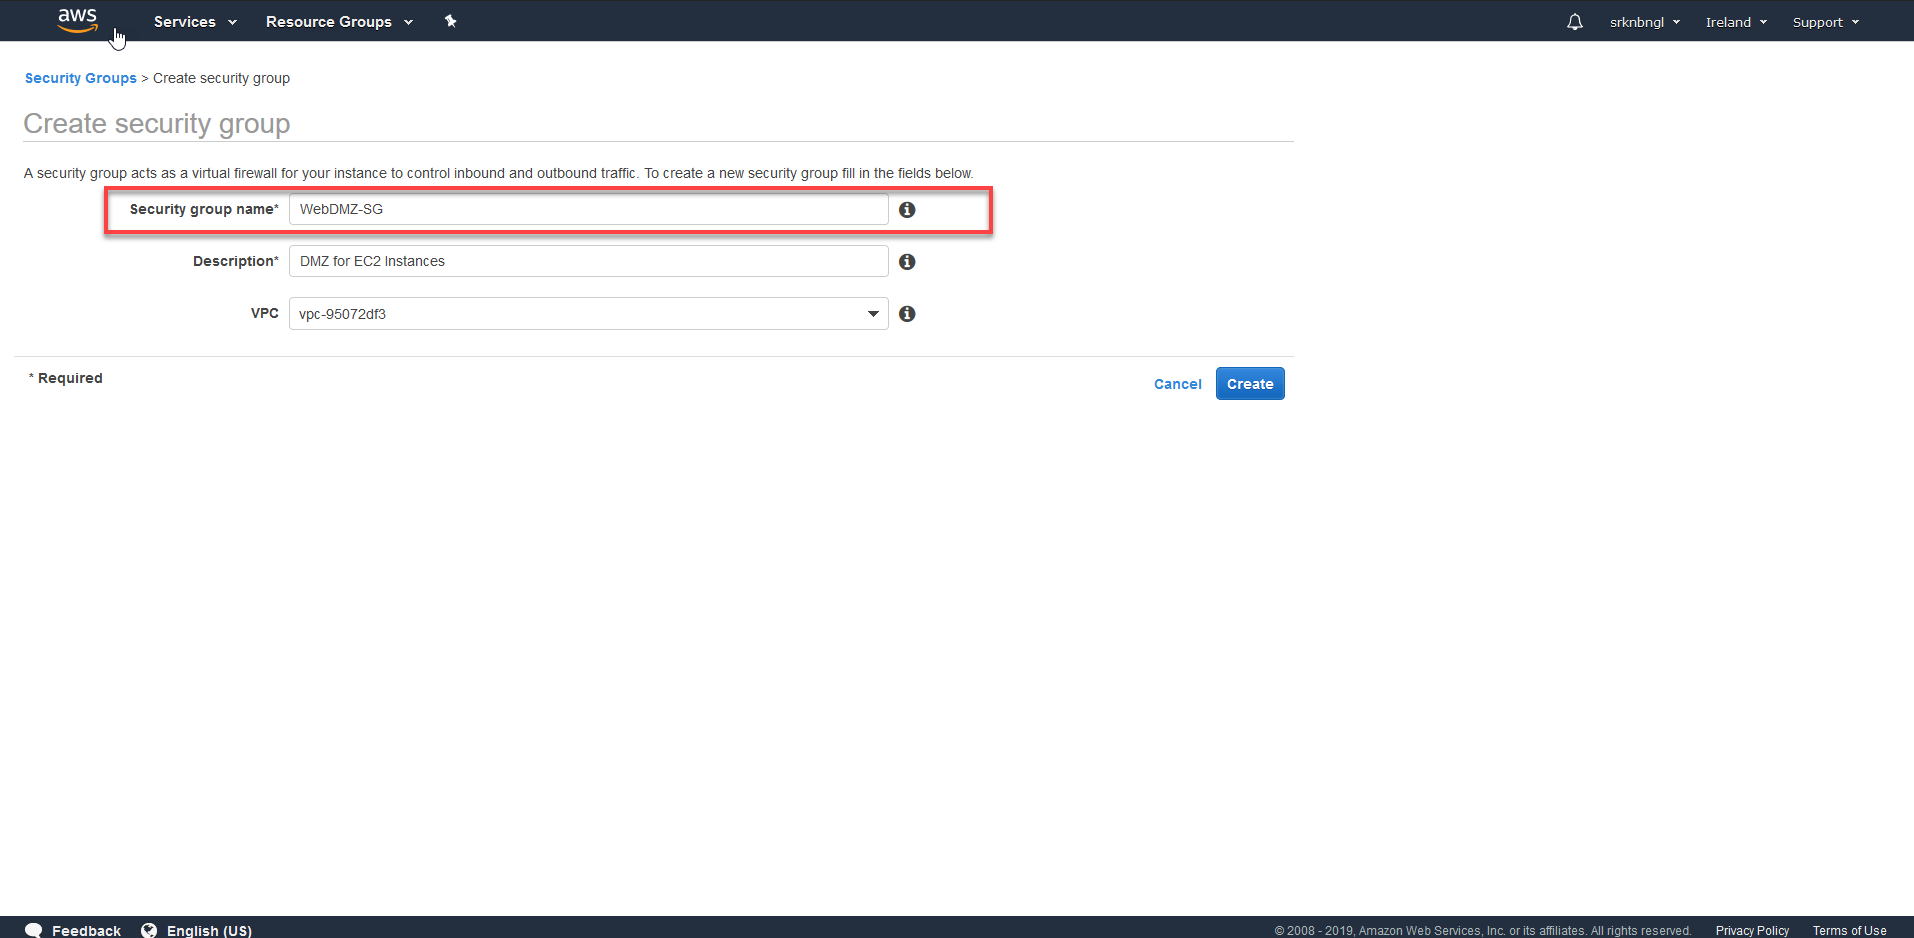 aws Services Resource Groups srknbngl Ireland Support
Security Groups > Create security group
Create security group
A security group acts as a virtual firewall for your instance to control inbound and outbound traffic. To create a new security group fill in the fields below.
Security group name* WebDMZ-SG
Description* DMZ for EC2 Instances
VPC vpc-95072df3
* Required Cancel Create
Feedback English (US) © 2008 - 2019, Amazon Web Services, Inc. or its affiliates. All rights reserved. Privacy Policy Terms of Use